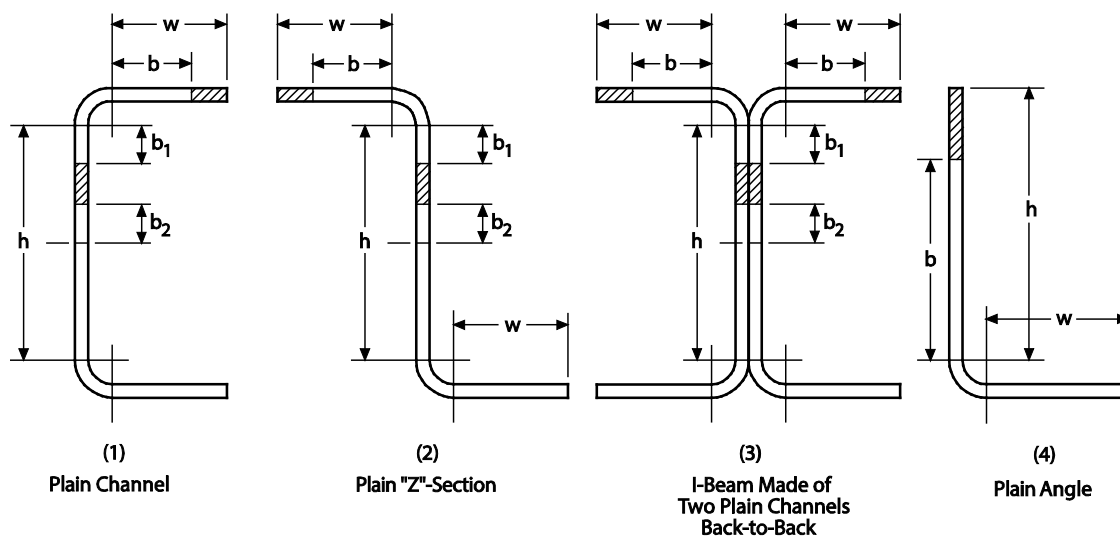 w w w w
b b b b
b1 b1 b1
b2 b2 b2
h h h h
b
w w
(1) (2) (3) (4)
Plain Channel
Plain "Z"-Section
I-Beam Made of
Two Plain Channels
Back-to-Back
Plain Angle